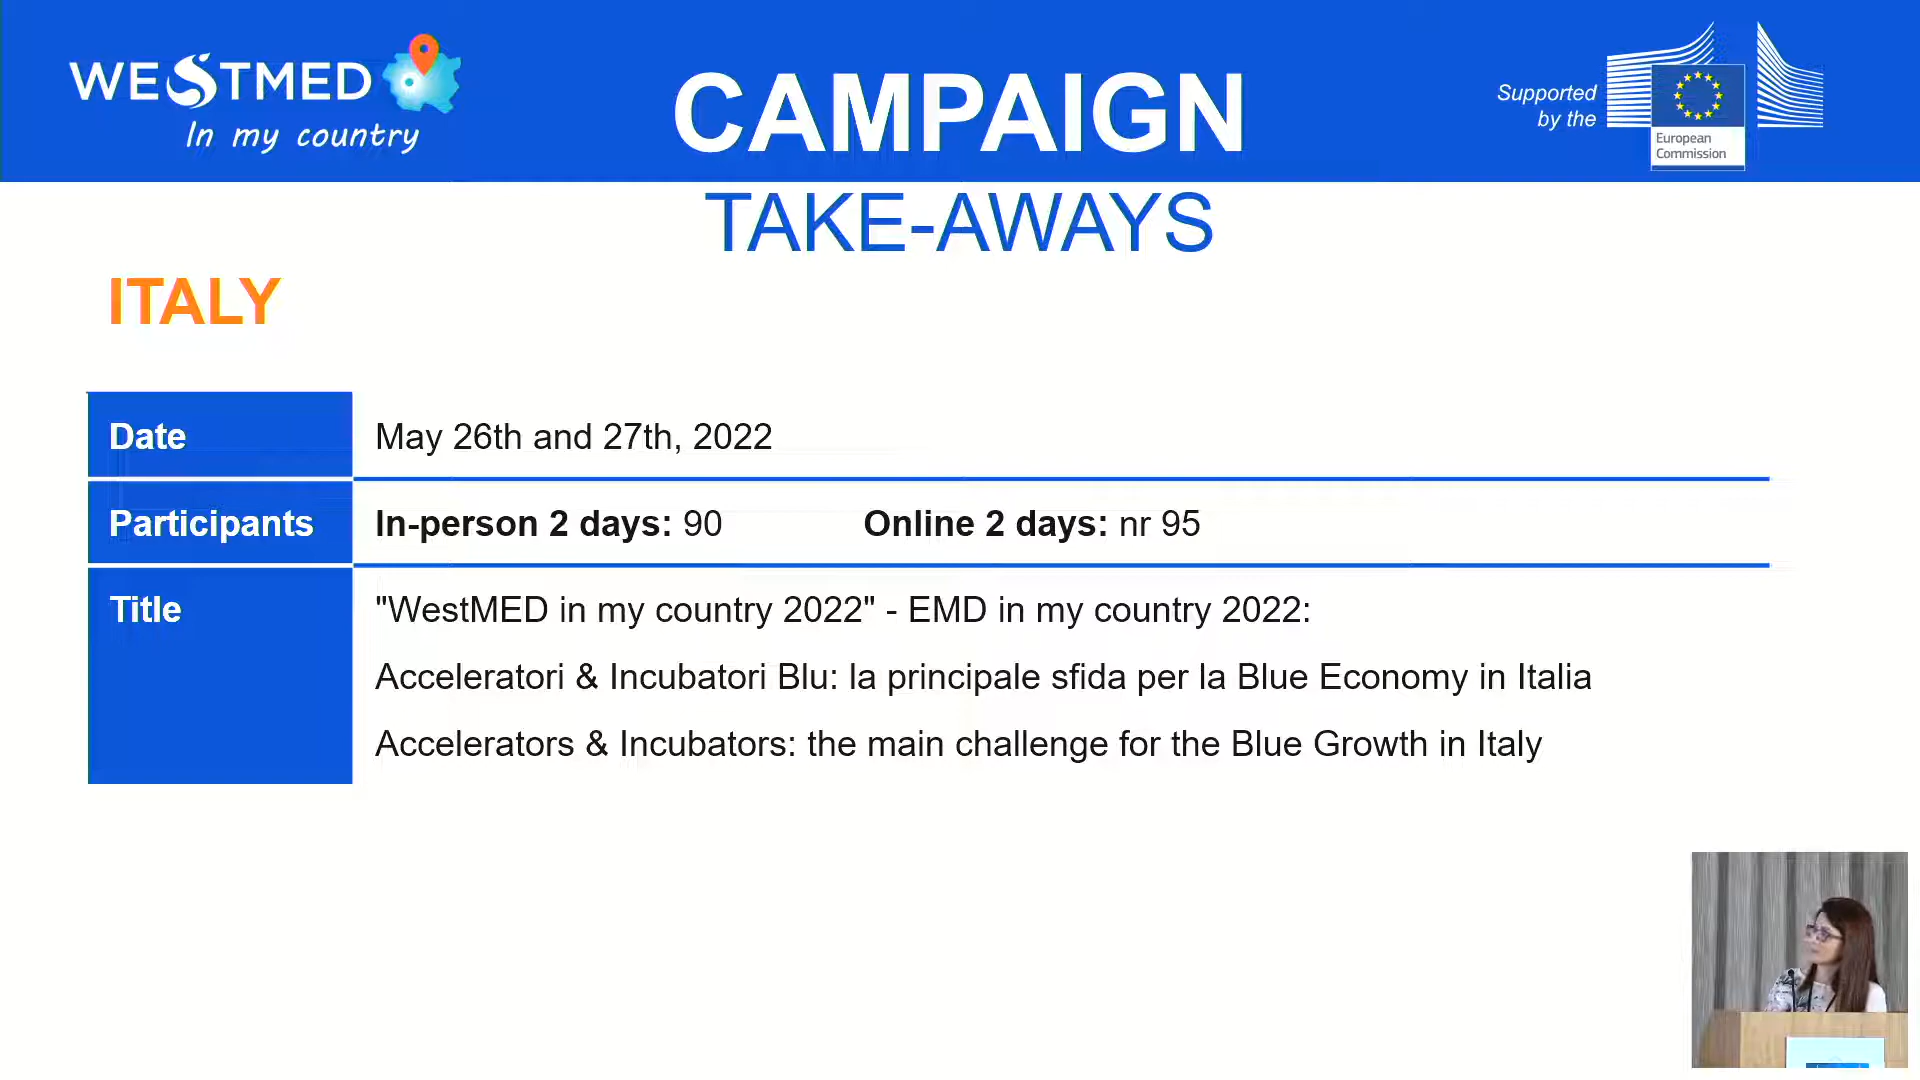 WESTMED
In my country
CAMPAIGN
Supported
by the
European
Commission
TAKE-AWAYS
ITALY
Date
May 26th and 27th, 2022
Participants
In-person 2 days: 90
Online 2 days: nr 95
Title
"WestMED in my country 2022" - EMD in my country 2022:
Acceleratori & Incubatori Blu: la principale sfida per la Blue Economy in Italia
Accelerators & Incubators: the main challenge for the Blue Growth in Italy